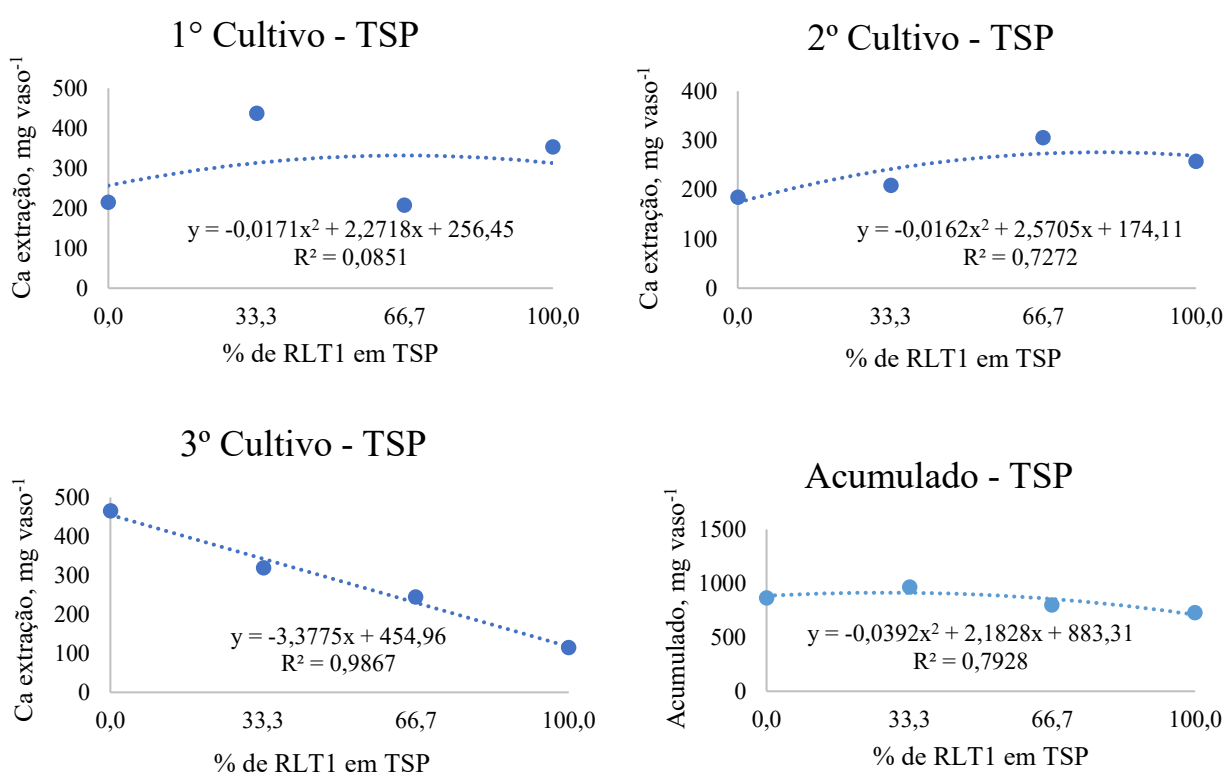 1° Cultivo - TSP
Ca extração, mg vaso⁻¹
500
400
300
200
100
0
y = -0,0171x² + 2,2718x + 256,45
R² = 0,0851
0,0 33,3 66,7 100,0
% de RLT1 em TSP
2º Cultivo - TSP
Ca extração, mg vaso⁻¹
400
300
200
100
0
y = -0,0162x² + 2,5705x + 174,11
R² = 0,7272
0,0 33,3 66,7 100,0
% de RLT1 em TSP
3º Cultivo - TSP
Ca extração, mg vaso⁻¹
500
400
300
200
100
0
y = -3,3775x + 454,96
R² = 0,9867
0,0 33,3 66,7 100,0
% de RLT1 em TSP
Acumulado - TSP
Acumulado, mg vaso⁻¹
1500
1000
500
0
y = -0,0392x² + 2,1828x + 883,31
R² = 0,7928
0,0 33,3 66,7 100,0
% de RLT1 em TSP